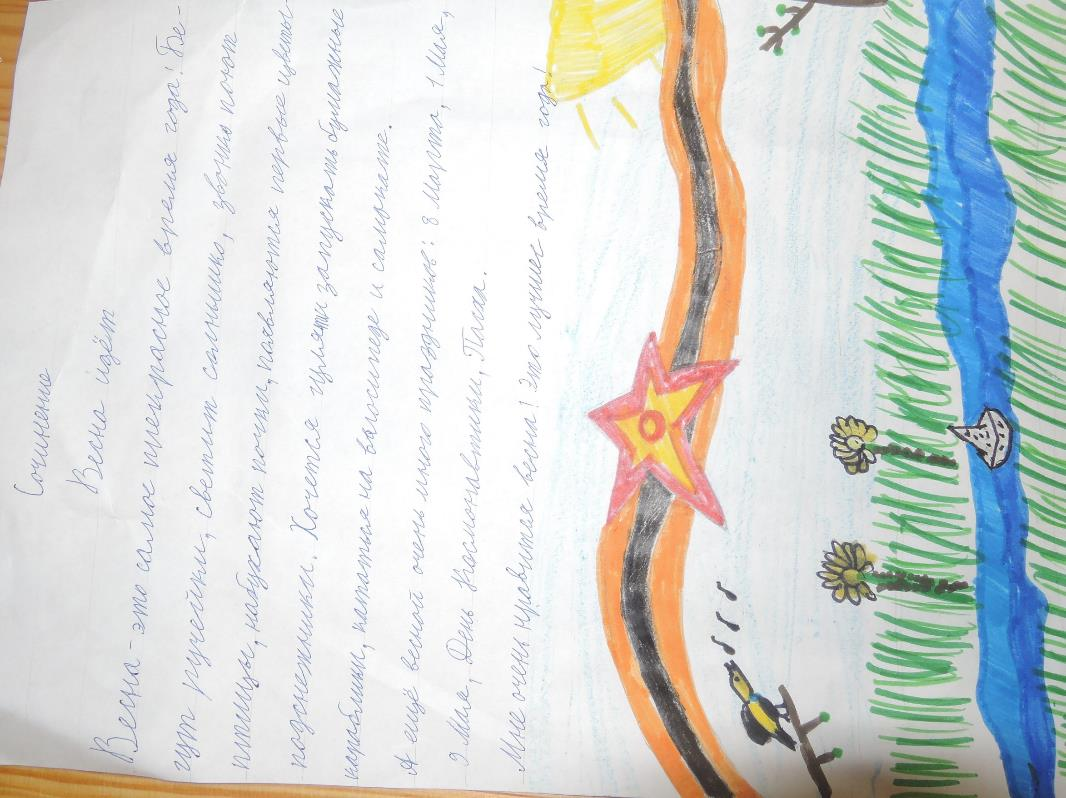 Сочинение
Весна идёт
Весна - это самое прекрасное время года! Бе-
гут ручейки, светит солнышко, звонко поют
птицы, набухают почки, появляются первые цветы-
подснежники. Хочется гулять запускать бумажные
кораблики, кататься на велосипеде и самокате.
А ещё весной очень много праздников: 8 Марта, 1 Мая,
9 Мая, День Космонавтики, Пасха.
Мне очень нравится весна! Это лучшее время года!